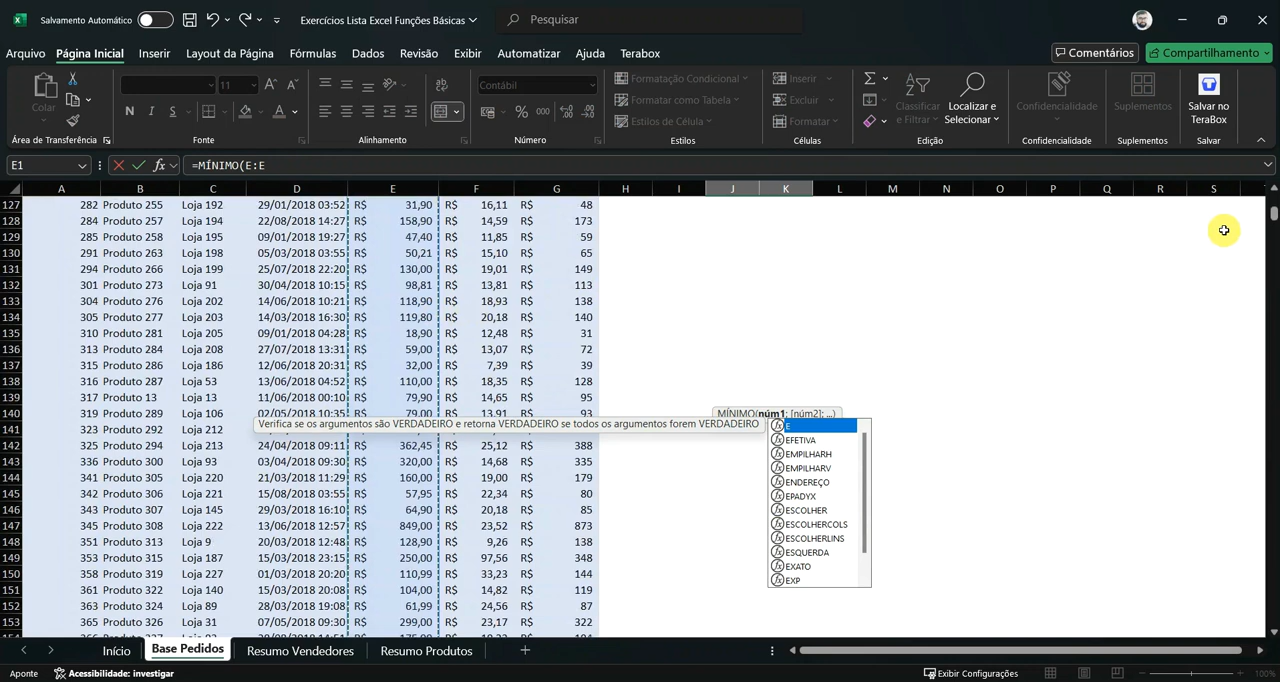 Salvamento Automático
Exercícios Lista Excel Funções Básicas
Pesquisar
Arquivo Página Inicial Inserir Layout da Página Fórmulas Dados Revisão Exibir Automatizar Ajuda Terabox Comentários Compartilhamento
Colar
Área de Transferência
11
N I S
Fonte
Alinhamento
Contábil
% 000
Número
Formatação Condicional
Formatar como Tabela
Estilos de Célula
Estilos
Inserir
Excluir
Formatar
Células
Classificar e Filtrar
Localizar e Selecionar
Edição
Confidencialidade
Confidencialidade
Suplementos
Suplementos
Salvar no TeraBox
Salvar
E1 fx =MÍNIMO(E:E
A B C D E F G H I J K L M N O P Q R S
127 282 Produto 255 Loja 192 29/01/2018 03:52 R$ 31,90 R$ 16,11 R$ 48
128 284 Produto 257 Loja 194 22/08/2018 14:27 R$ 158,90 R$ 14,59 R$ 173
129 285 Produto 258 Loja 195 09/01/2018 19:27 R$ 47,40 R$ 11,85 R$ 59
130 291 Produto 263 Loja 198 05/03/2018 03:55 R$ 50,21 R$ 15,10 R$ 65
131 294 Produto 266 Loja 199 25/07/2018 22:20 R$ 130,00 R$ 19,01 R$ 149
132 301 Produto 273 Loja 91 30/04/2018 10:15 R$ 98,81 R$ 13,81 R$ 113
133 304 Produto 276 Loja 202 14/06/2018 10:21 R$ 118,90 R$ 18,93 R$ 138
134 305 Produto 277 Loja 203 14/03/2018 16:30 R$ 119,80 R$ 20,18 R$ 140
135 310 Produto 281 Loja 205 09/01/2018 04:28 R$ 18,90 R$ 12,48 R$ 31
136 313 Produto 284 Loja 208 27/07/2018 13:31 R$ 59,00 R$ 13,07 R$ 72
137 315 Produto 286 Loja 186 12/06/2018 20:31 R$ 32,00 R$ 7,39 R$ 39
138 316 Produto 287 Loja 53 13/06/2018 04:52 R$ 110,00 R$ 18,35 R$ 128
139 317 Produto 13 Loja 13 11/06/2018 00:10 R$ 79,90 R$ 14,65 R$ 95
140 319 Produto 289 Loja 106 02/05/2018 10:35 R$ 79,00 R$ 13,91 R$ 93
MÍNIMO(núm1; [núm2]; ...)
141 323 Produto 292 Loja 212
Verifica se os argumentos são VERDADEIRO e retorna VERDADEIRO se todos os argumentos forem VERDADEIRO
E
EFETIVA
EMPILHARH
EMPILHARV
ENDEREÇO
EPADYX
ESCOLHER
ESCOLHERCOLS
ESCOLHERLINS
ESQUERDA
EXATO
EXP
142 325 Produto 294 Loja 213 24/04/2018 09:11 R$ 362,45 R$ 25,12 R$ 388
143 336 Produto 300 Loja 93 03/04/2018 09:30 R$ 320,00 R$ 14,68 R$ 335
144 341 Produto 305 Loja 220 21/11/2018 09:30 R$ 160,00 R$ 19,00 R$ 179
145 342 Produto 306 Loja 221 15/08/2018 03:55 R$ 57,95 R$ 22,34 R$ 80
146 343 Produto 307 Loja 145 29/03/2018 16:10 R$ 64,90 R$ 20,18 R$ 85
147 345 Produto 308 Loja 222 13/06/2018 12:57 R$ 849,00 R$ 23,52 R$ 873
148 351 Produto 313 Loja 9 20/03/2018 12:48 R$ 128,90 R$ 9,26 R$ 138
149 353 Produto 315 Loja 187 15/03/2018 23:15 R$ 250,00 R$ 97,56 R$ 348
150 358 Produto 319 Loja 227 01/03/2018 20:20 R$ 110,99 R$ 33,23 R$ 144
151 361 Produto 322 Loja 140 15/03/2018 20:08 R$ 104,00 R$ 14,82 R$ 119
152 363 Produto 324 Loja 89 28/03/2018 19:08 R$ 61,99 R$ 24,56 R$ 87
153 365 Produto 326 Loja 31 07/05/2018 09:30 R$ 299,00 R$ 23,17 R$ 322
Início Base Pedidos Resumo Vendedores Resumo Produtos
Aponte Acessibilidade: investigar Exibir Configurações 100%